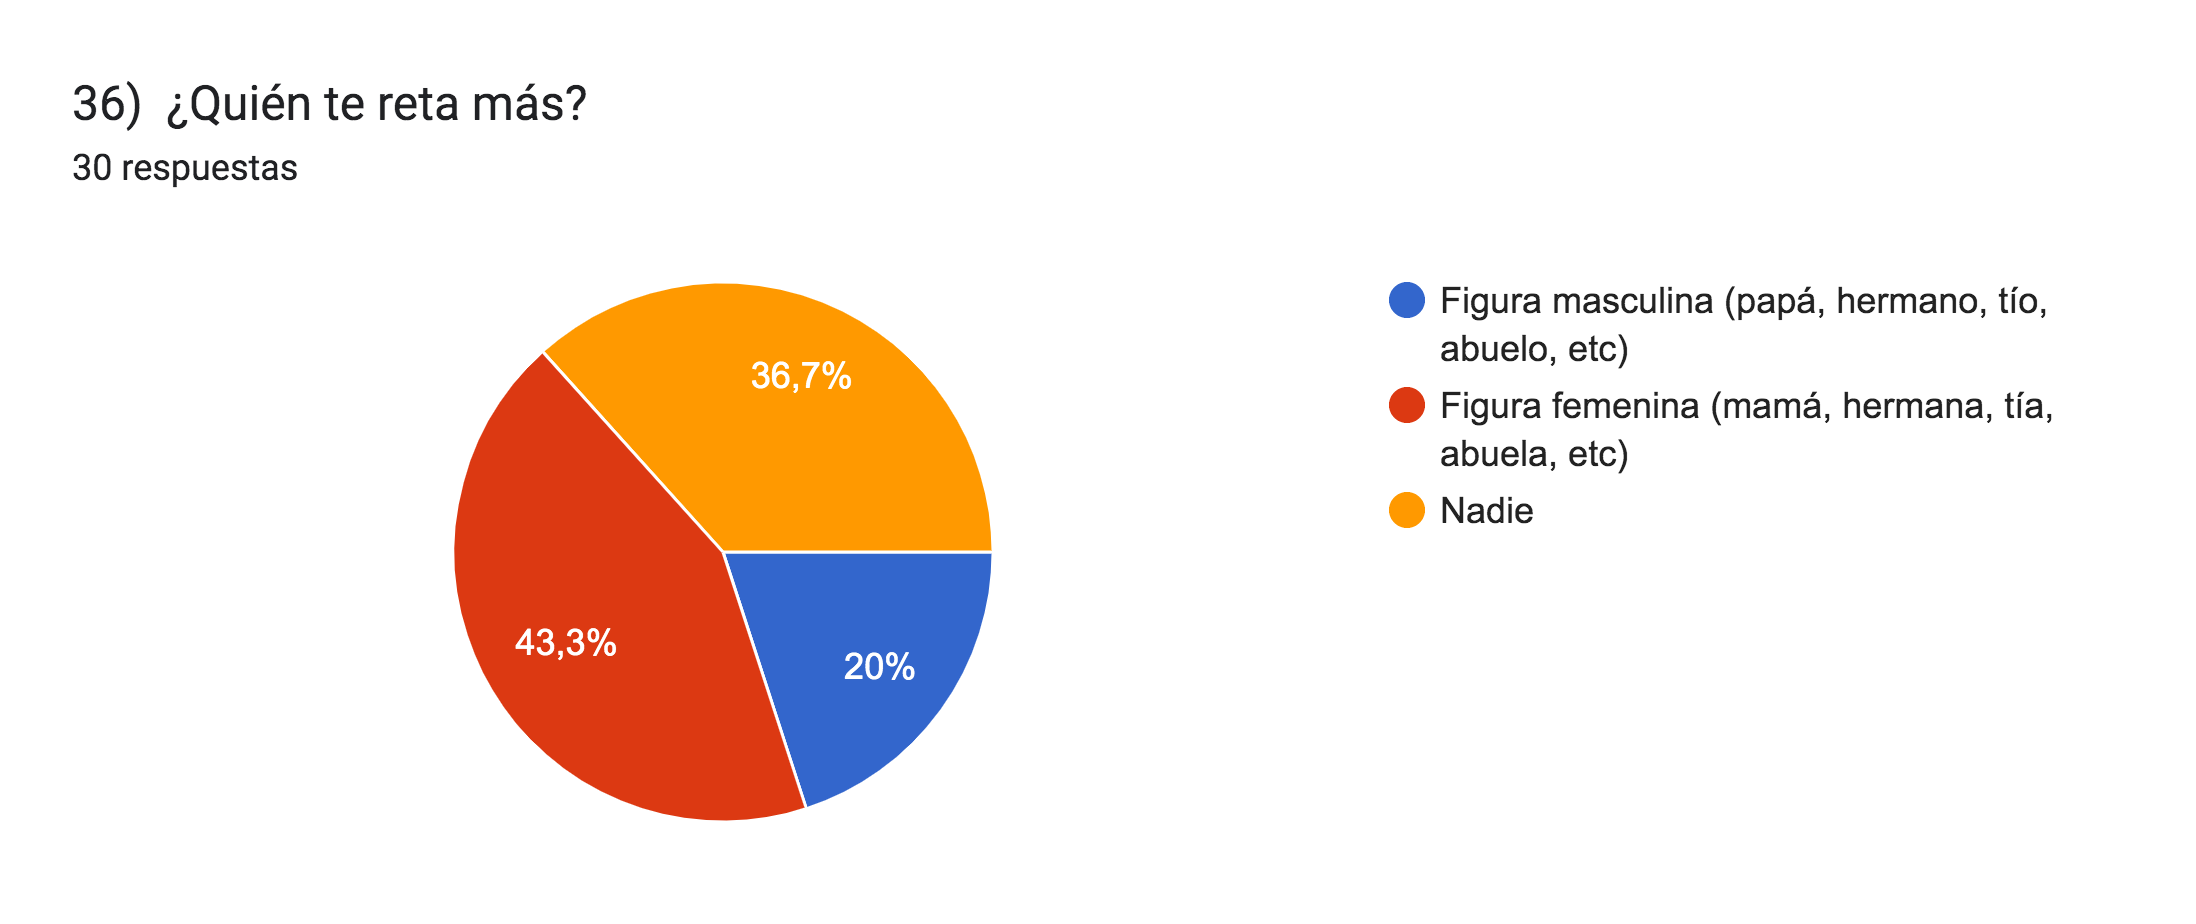 36)  ¿Quién te reta más?
30 respuestas
36,7%
43,3%
20%
Figura masculina (papá, hermano, tío,
abuelo, etc)
Figura femenina (mamá, hermana, tía,
abuela, etc)
Nadie